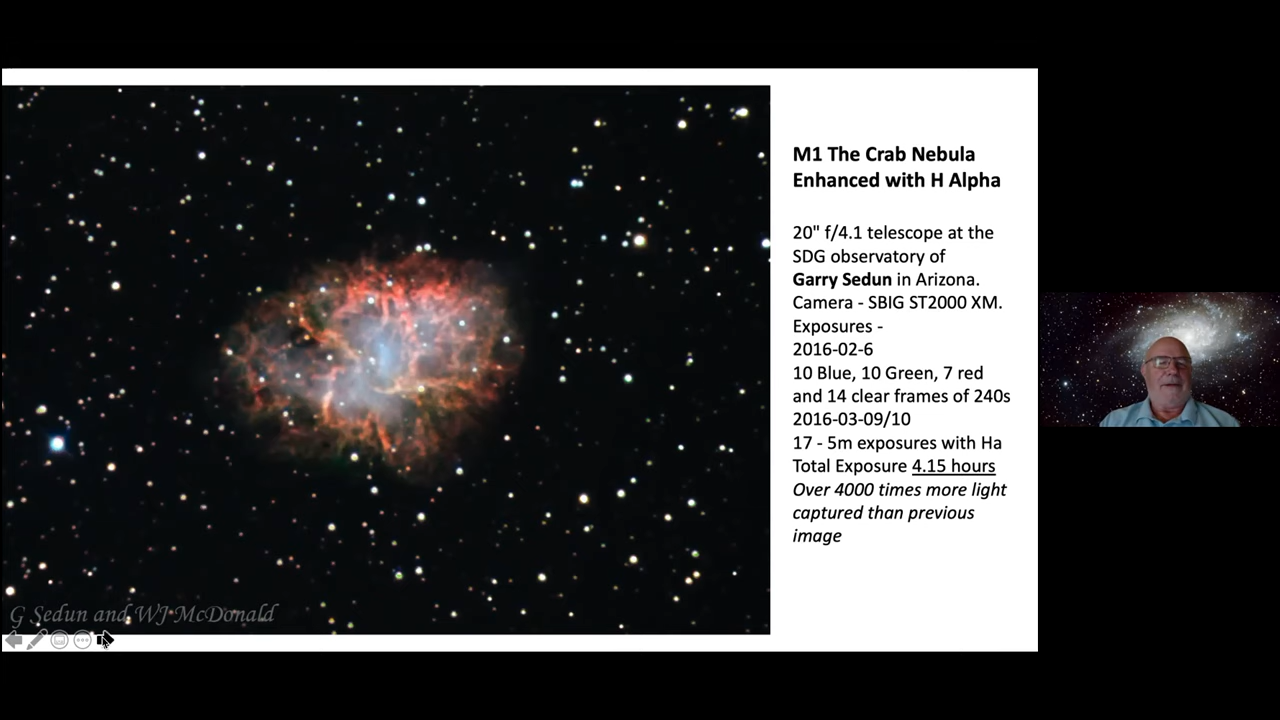 M1 The Crab Nebula
Enhanced with H Alpha
20" f/4.1 telescope at the
SDG observatory of
Garry Sedun in Arizona.
Camera - SBIG ST2000 XM.
Exposures -
2016-02-6
10 Blue, 10 Green, 7 red
and 14 clear frames of 240s
2016-03-09/10
17 - 5m exposures with Ha
Total Exposure 4.15 hours
Over 4000 times more light
captured than previous
image
G Sedun and WJ McDonald